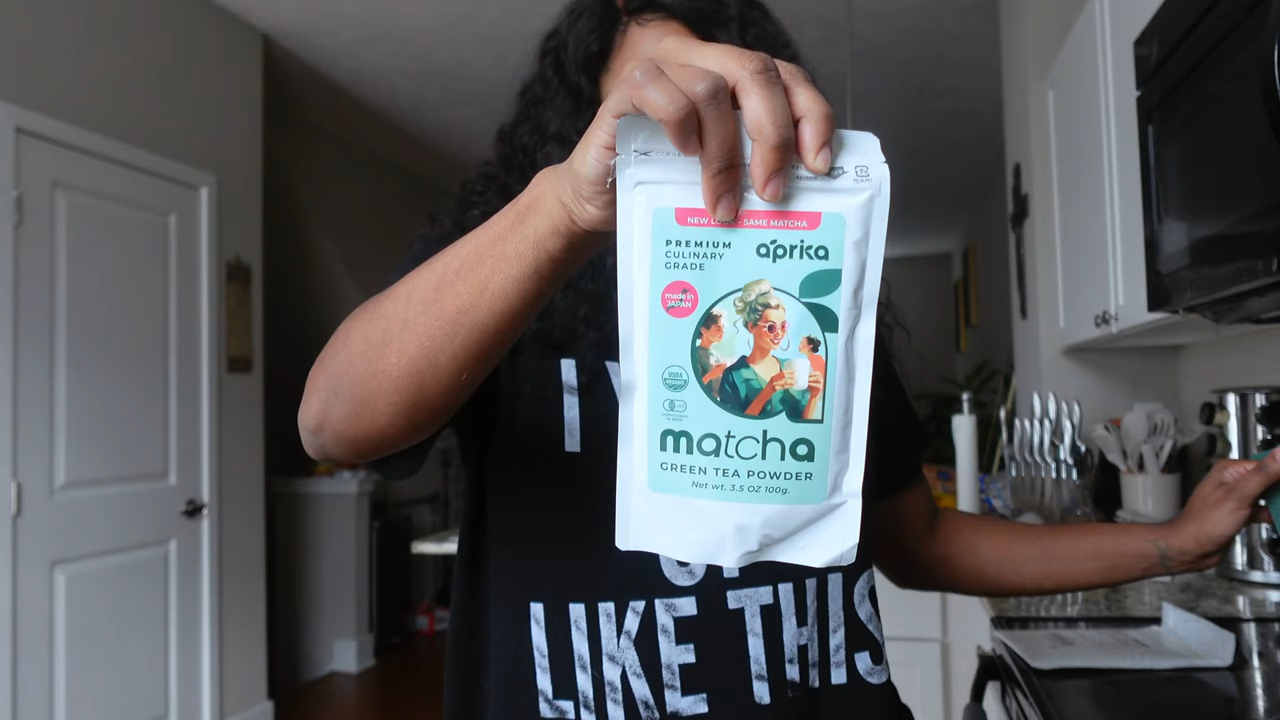 NEW LOOK - SAME MATCHA
PREMIUM
CULINARY
GRADE
aprika
made in
JAPAN
USDA
ORGANIC
matcha
GREEN TEA POWDER
Net wt. 3.5 OZ 100g.
I
LIKE THIS